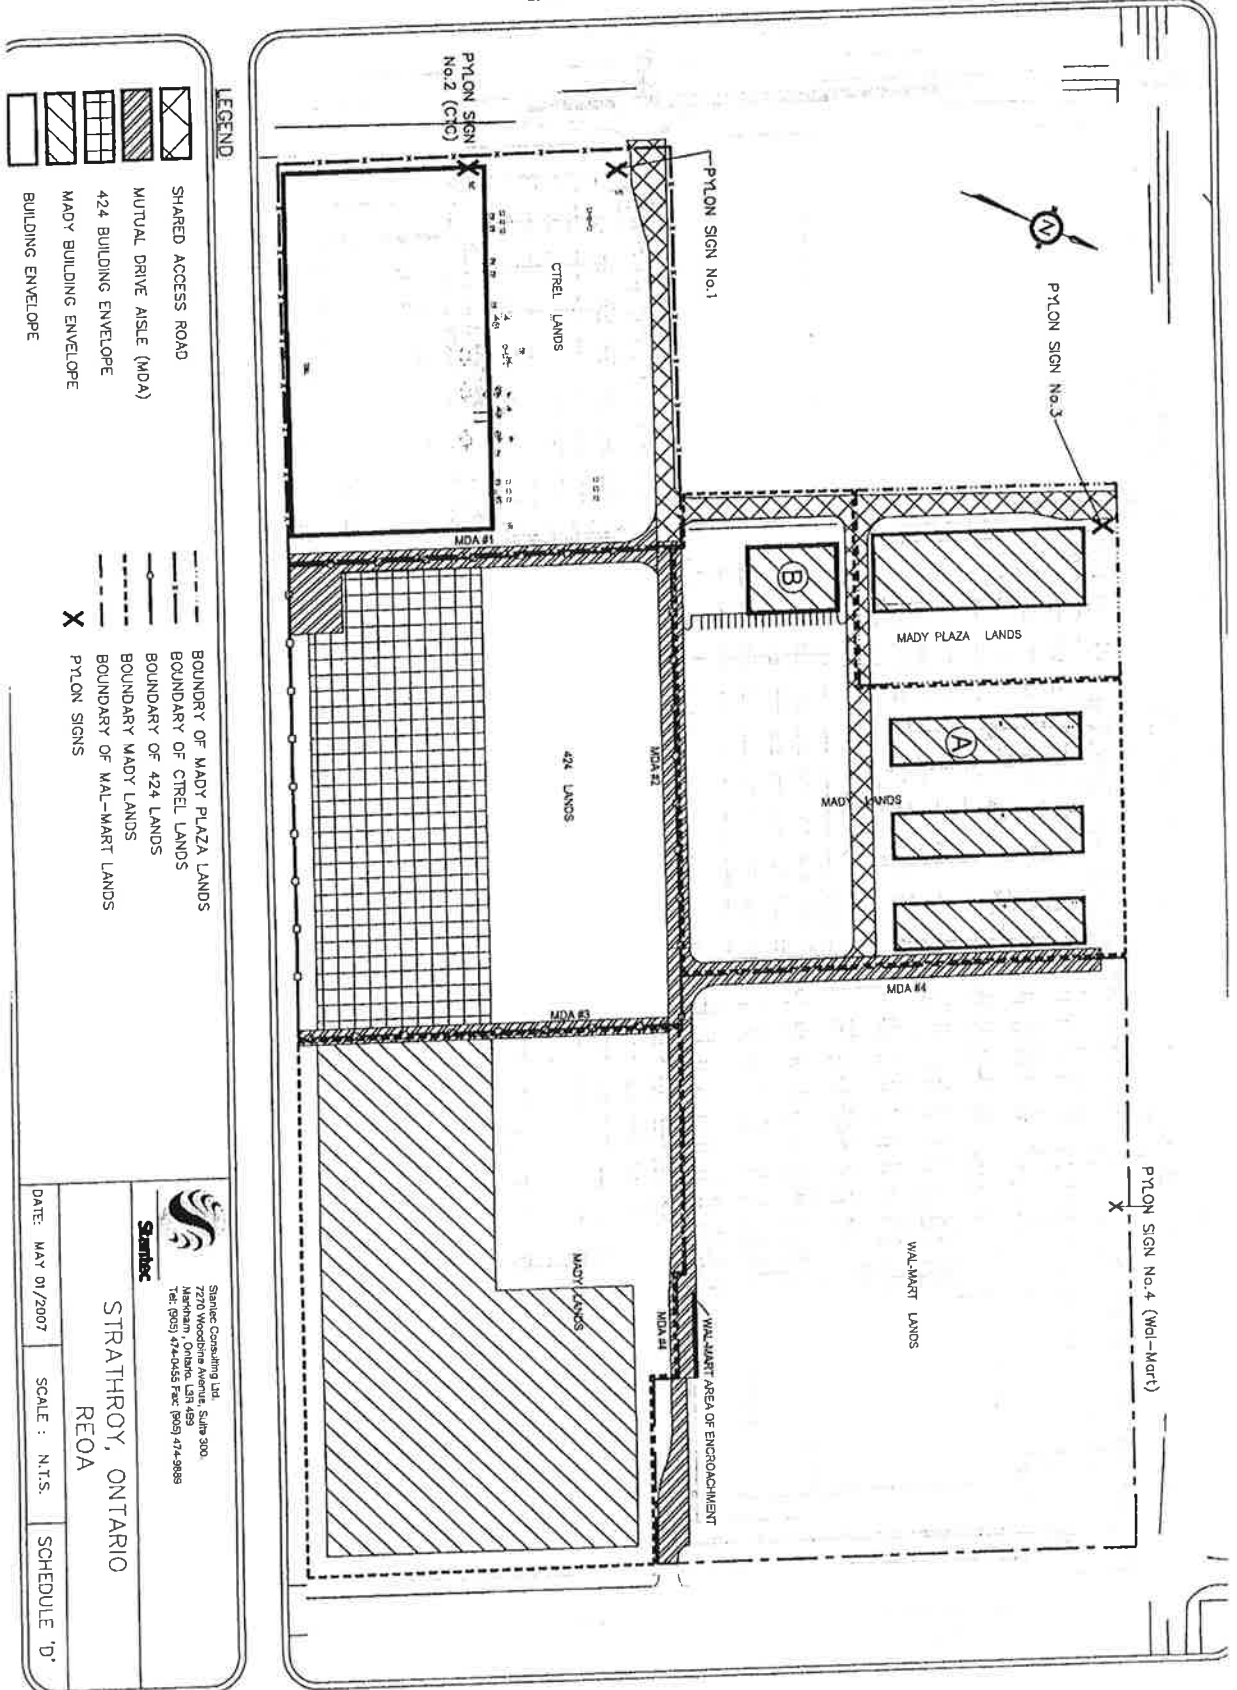 PYLON SIGN
No.2 (CTC)
PYLON SIGN No.1
N
PYLON SIGN No.3
PYLON SIGN No.4 (Wal-Mart)
CTREL LANDS
MADY PLAZA LANDS
B
A
MADY LANDS
MDA #1
MDA #2
424 LANDS
MDA #3
MDA #4
WAL-MART LANDS
WAL-MART AREA OF ENCROACHMENT
MDA #4
MADY LANDS
LEGEND
SHARED ACCESS ROAD
MUTUAL DRIVE AISLE (MDA)
424 BUILDING ENVELOPE
MADY BUILDING ENVELOPE
BUILDING ENVELOPE
BOUNDRY OF MADY PLAZA LANDS
BOUNDARY OF CTREL LANDS
BOUNDARY OF 424 LANDS
BOUNDARY MADY LANDS
BOUNDARY OF MAL-MART LANDS
X PYLON SIGNS
Stantec
Stantec Consulting Ltd.
7270 Woodbine Avenue, Suite 300.
Markham, Ontario. L3R 4B9
Tel: (905) 474-0455 Fax: (905) 474-9889
STRATHROY, ONTARIO
REOA
DATE: MAY 01/2007
SCALE : N.T.S.
SCHEDULE 'D'